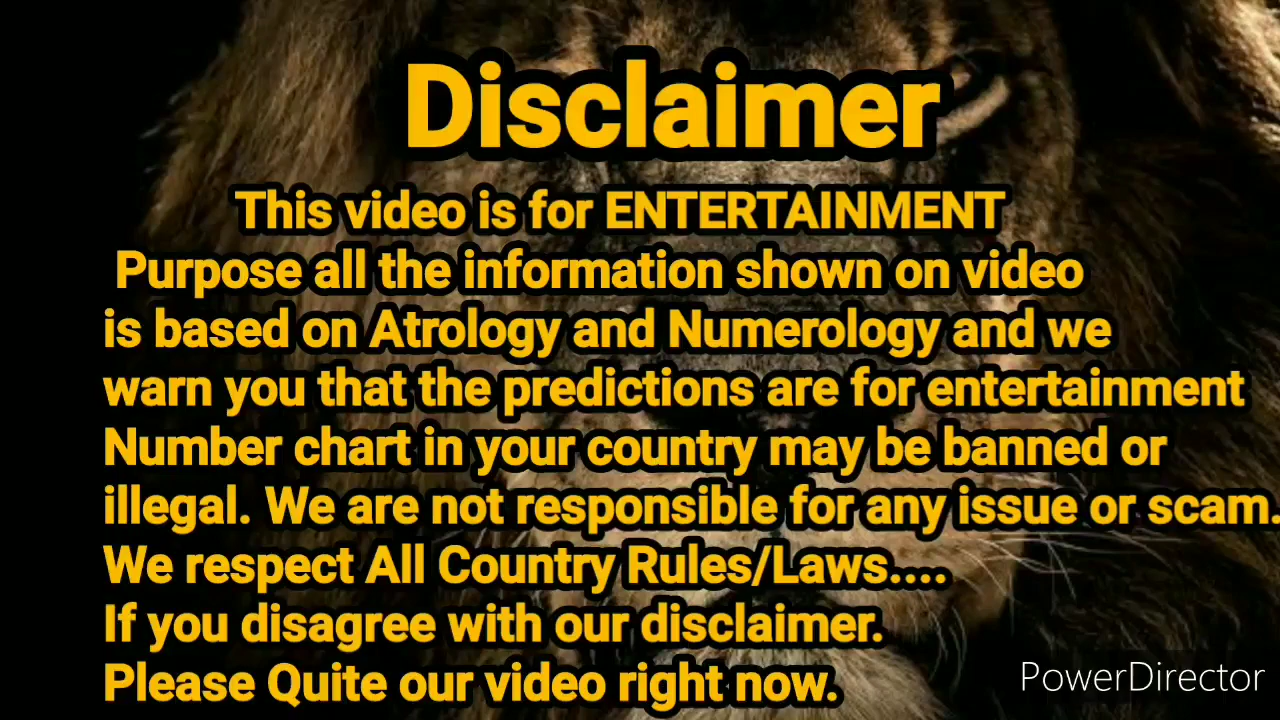 Disclaimer
This video is for ENTERTAINMENT
Purpose all the information shown on video
is based on Atrology and Numerology and we
warn you that the predictions are for entertainment
Number chart in your country may be banned or
illegal. We are not responsible for any issue or scam.
We respect All Country Rules/Laws....
If you disagree with our disclaimer.
Please Quite our video right now.
PowerDirector